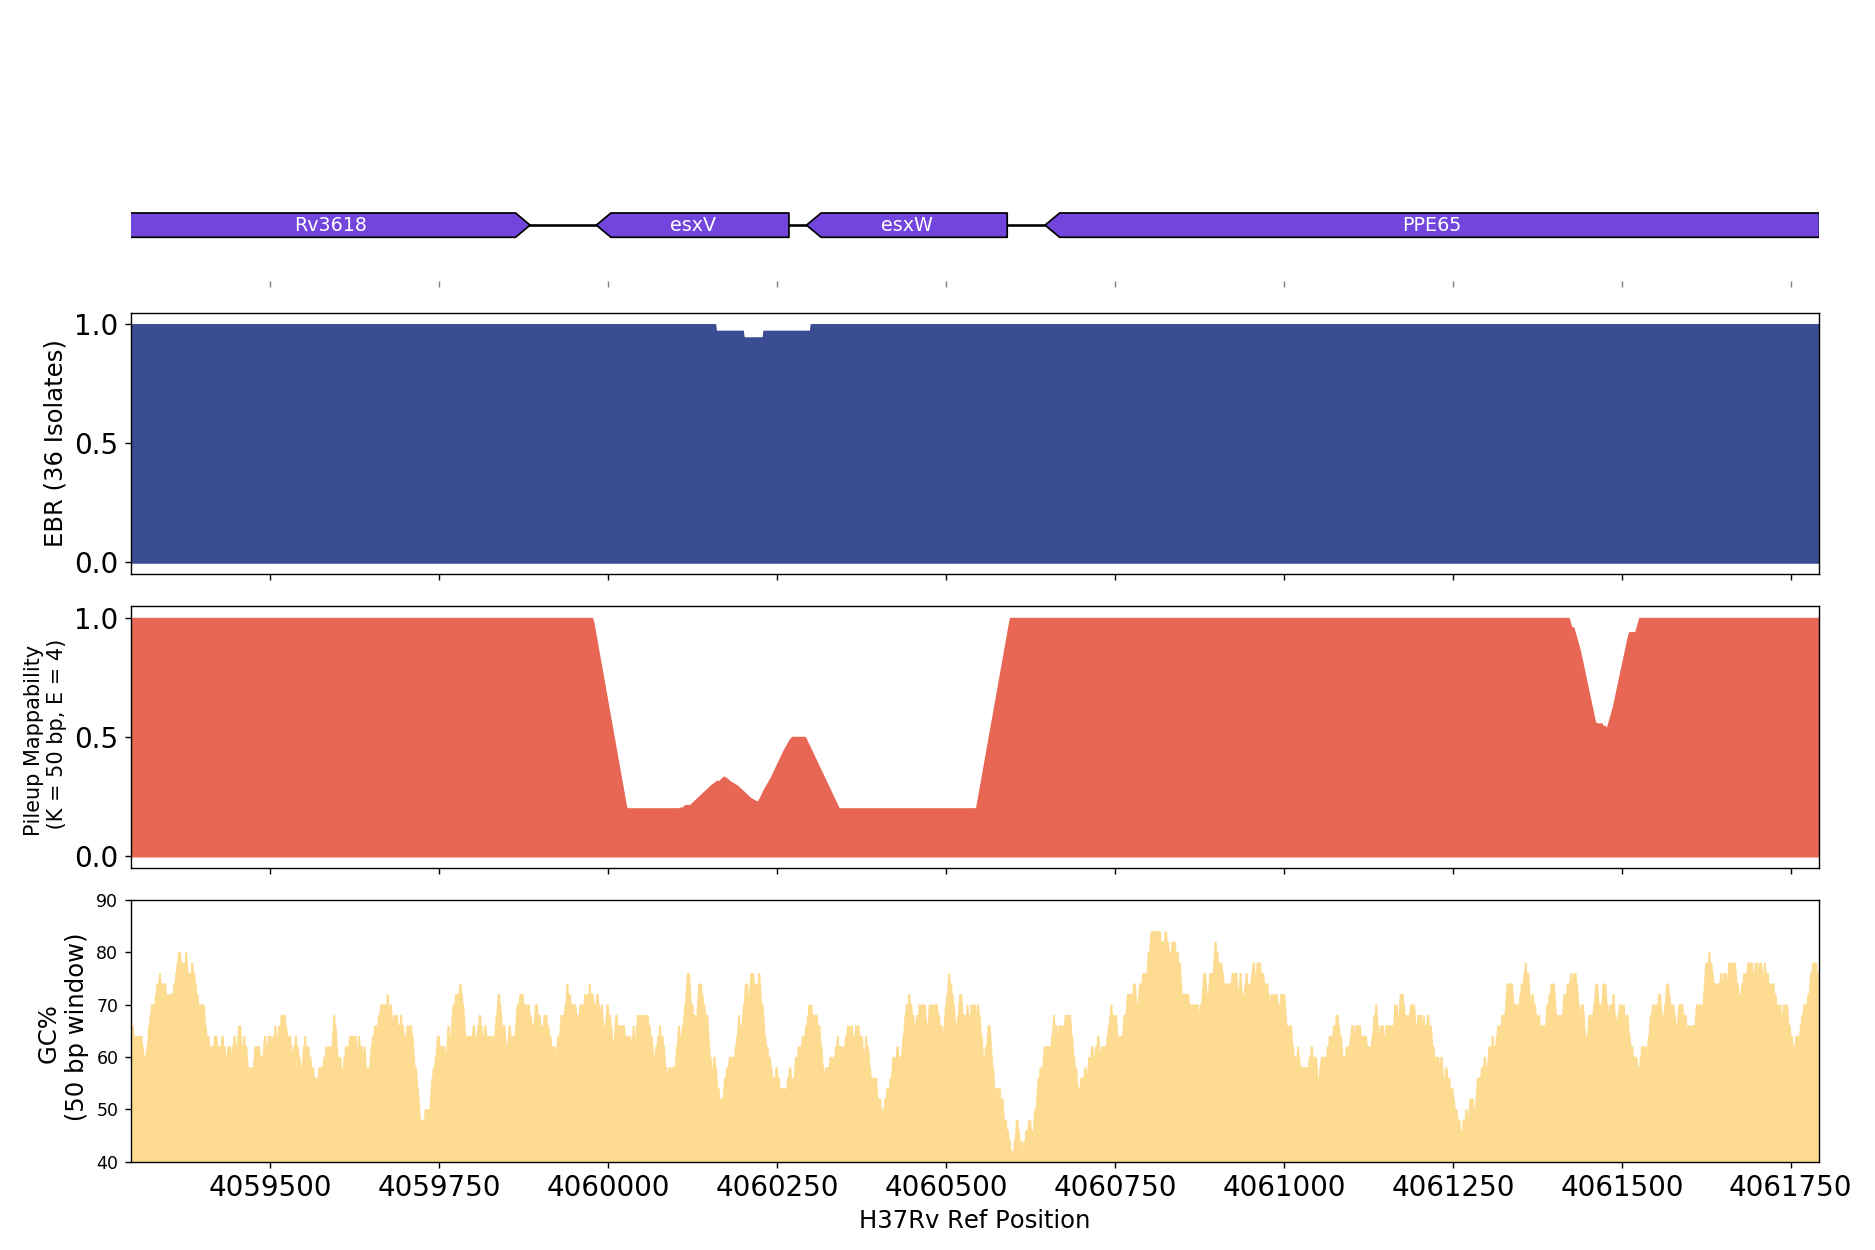 Rv3618 esxV esxW PPE65
EBR (36 Isolates)
1.0
0.5
0.0
Pileup Mappability
(K = 50 bp, E = 4)
1.0
0.5
0.0
GC%
(50 bp window)
90
80
70
60
50
40
4059500 4059750 4060000 4060250 4060500 4060750 4061000 4061250 4061500 4061750
H37Rv Ref Position